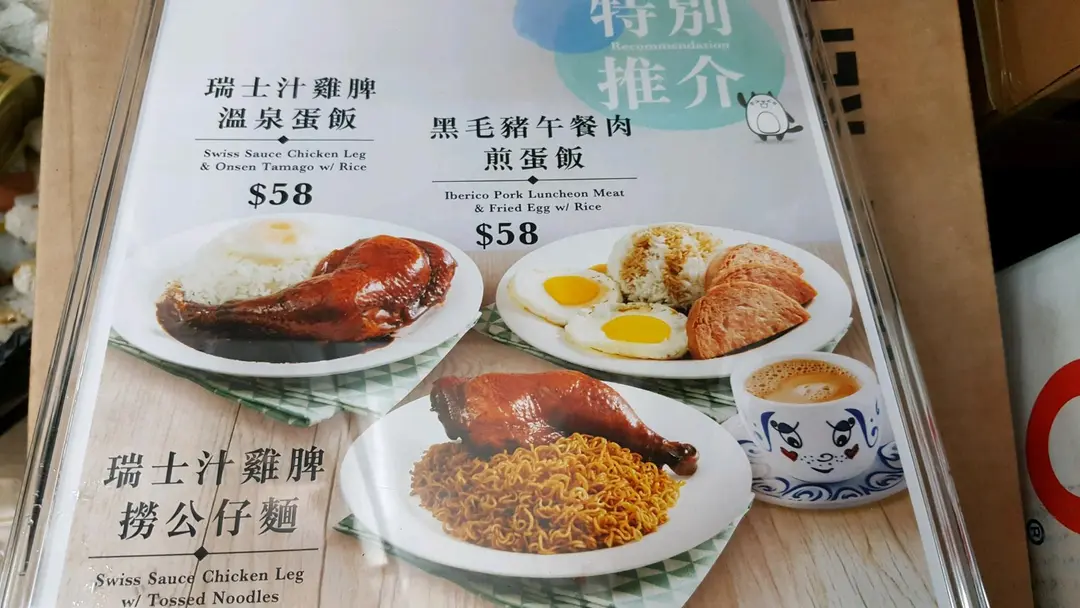 特別
Recommendation
推介
瑞士汁雞脾
溫泉蛋飯
Swiss Sauce Chicken Leg
& Onsen Tamago w/ Rice
$58
黑毛豬午餐肉
煎蛋飯
Iberico Pork Luncheon Meat
& Fried Egg w/ Rice
$58
瑞士汁雞脾
撈公仔麵
Swiss Sauce Chicken Leg
w/ Tossed Noodles